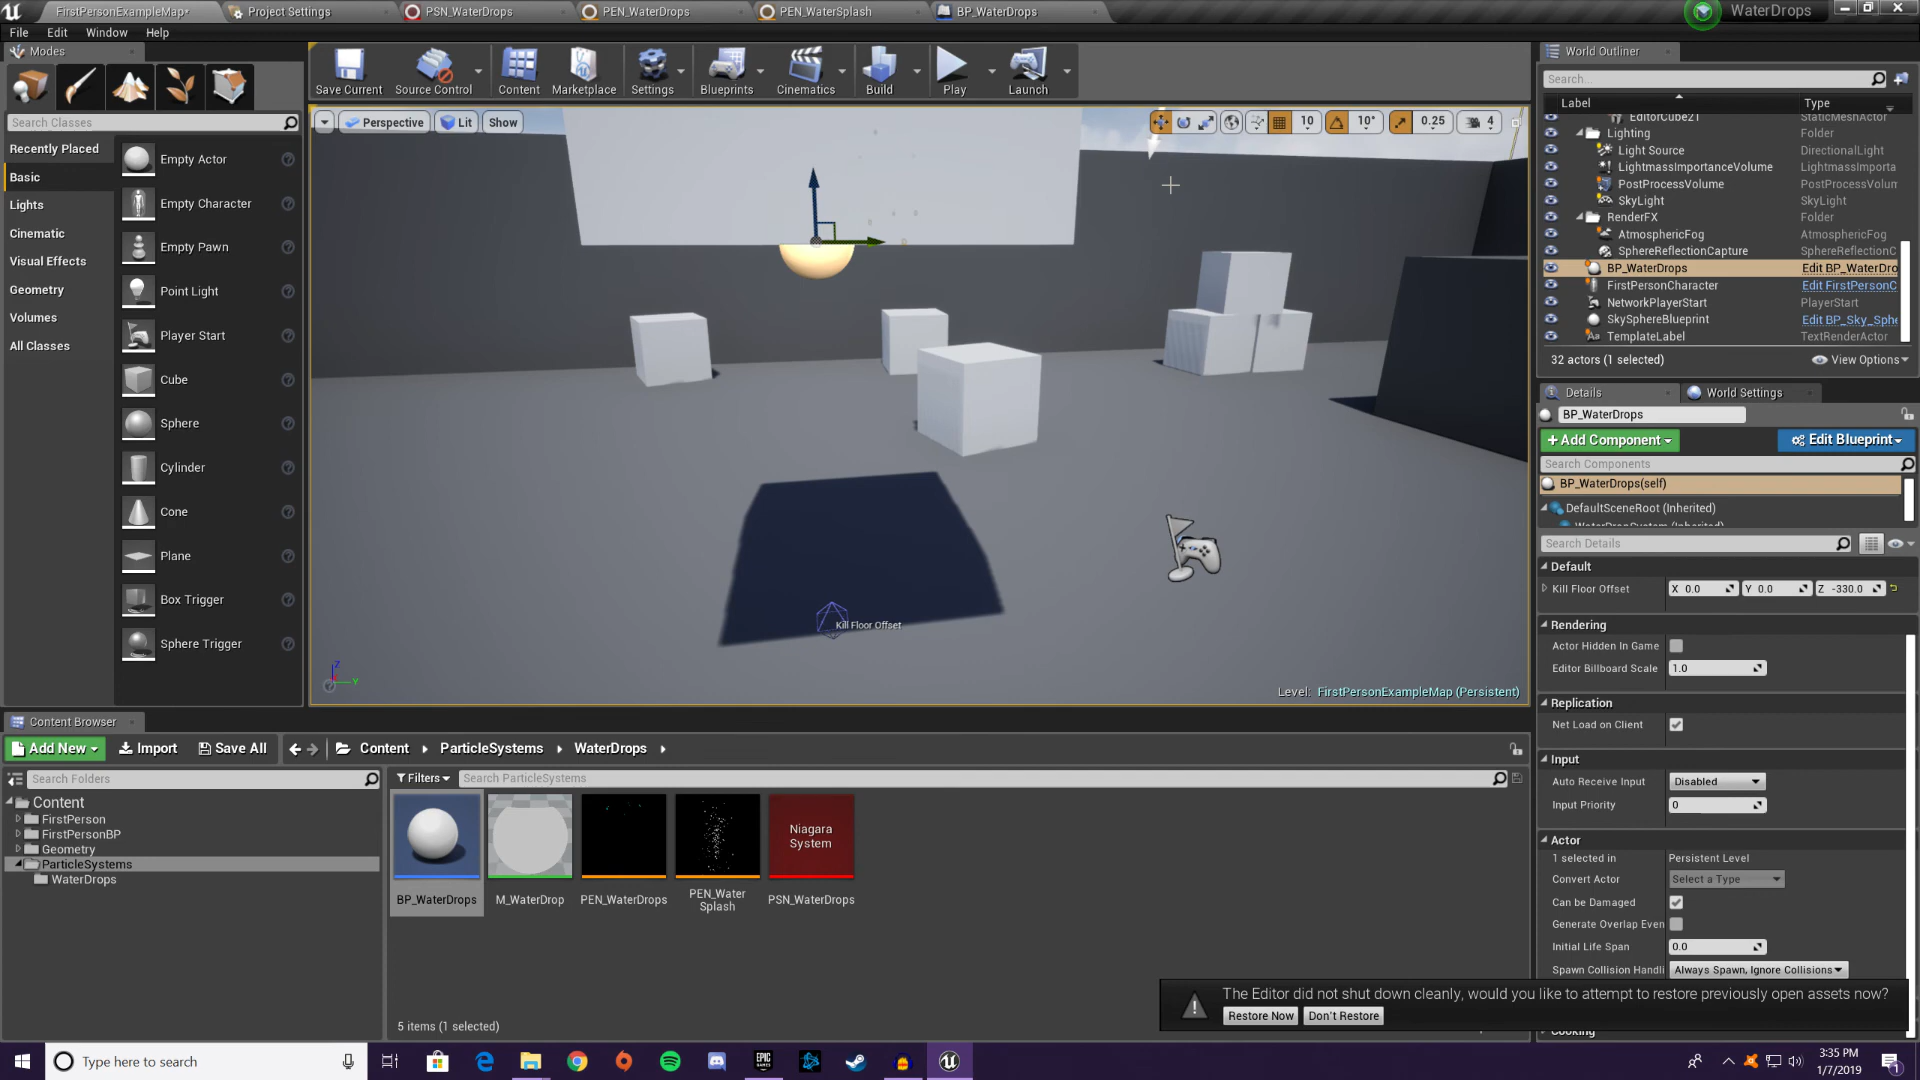 FirstPersonExampleMap*
Project Settings
PSN_WaterDrops
PEN_WaterDrops
PEN_WaterSplash
BP_WaterDrops
WaterDrops
File Edit Window Help
Modes
Search Classes
Recently Placed
Basic
Lights
Cinematic
Visual Effects
Geometry
Volumes
All Classes
Empty Actor
Empty Character
Empty Pawn
Point Light
Player Start
Cube
Sphere
Cylinder
Cone
Plane
Box Trigger
Sphere Trigger
Save Current
Source Control
Content
Marketplace
Settings
Blueprints
Cinematics
Build
Play
Launch
Perspective
Lit
Show
10
10°
0.25
4
Kill Floor Offset
Z
Y
Level: FirstPersonExampleMap (Persistent)
World Outliner
Search...
Label Type
EditorCube21 StaticMeshActor
Lighting Folder
Light Source DirectionalLight
LightmassImportanceVolume LightmassImporta
PostProcessVolume PostProcessVolum
SkyLight SkyLight
RenderFX Folder
AtmosphericFog AtmosphericFog
SphereReflectionCapture SphereReflectionC
BP_WaterDrops Edit BP_WaterDro
FirstPersonCharacter Edit FirstPersonC
NetworkPlayerStart PlayerStart
SkySphereBlueprint Edit BP_Sky_Sphe
TemplateLabel TextRenderActor
32 actors (1 selected)
View Options
Details
World Settings
BP_WaterDrops
+ Add Component
Edit Blueprint
Search Components
BP_WaterDrops(self)
DefaultSceneRoot (Inherited)
WaterDropSystem (Inherited)
Search Details
Default
Kill Floor Offset X 0.0 Y 0.0 Z -330.0
Rendering
Actor Hidden In Game
Editor Billboard Scale 1.0
Replication
Net Load on Client
Input
Auto Receive Input Disabled
Input Priority 0
Actor
1 selected in Persistent Level
Convert Actor Select a Type
Can be Damaged
Generate Overlap Even
Initial Life Span 0.0
Spawn Collision Handli Always Spawn, Ignore Collisions
Cooking
The Editor did not shut down cleanly, would you like to attempt to restore previously open assets now?
Restore Now
Don't Restore
Content Browser
Add New
Import
Save All
Content
ParticleSystems
WaterDrops
Search Folders
Filters
Search ParticleSystems
Content
FirstPerson
FirstPersonBP
Geometry
ParticleSystems
WaterDrops
Niagara System
BP_WaterDrops
M_WaterDrop
PEN_WaterDrops
PEN_Water Splash
PSN_WaterDrops
5 items (1 selected)
Type here to search
EPIC GAMES
3:35 PM
1/7/2019
1